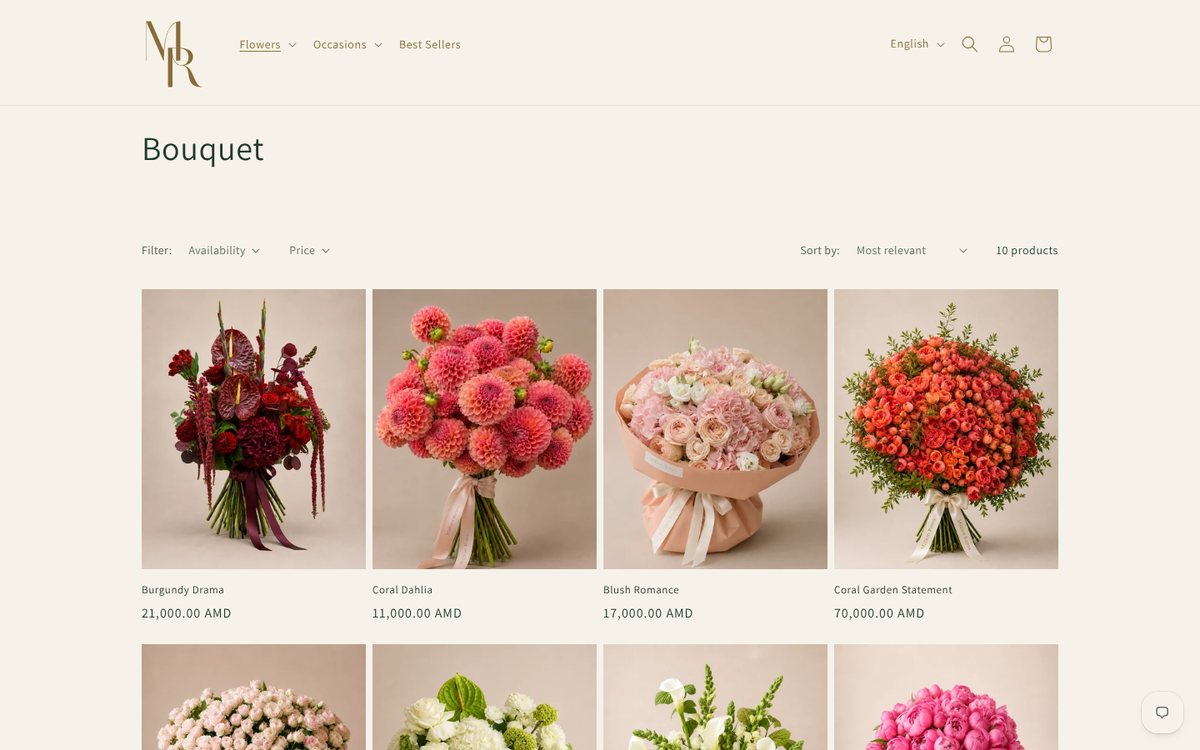 MR
Flowers
Occasions
Best Sellers
English
Bouquet
Filter:
Availability
Price
Sort by:
Most relevant
10 products
Burgundy Drama
21,000.00 AMD
Coral Dahlia
11,000.00 AMD
Blush Romance
17,000.00 AMD
Coral Garden Statement
70,000.00 AMD